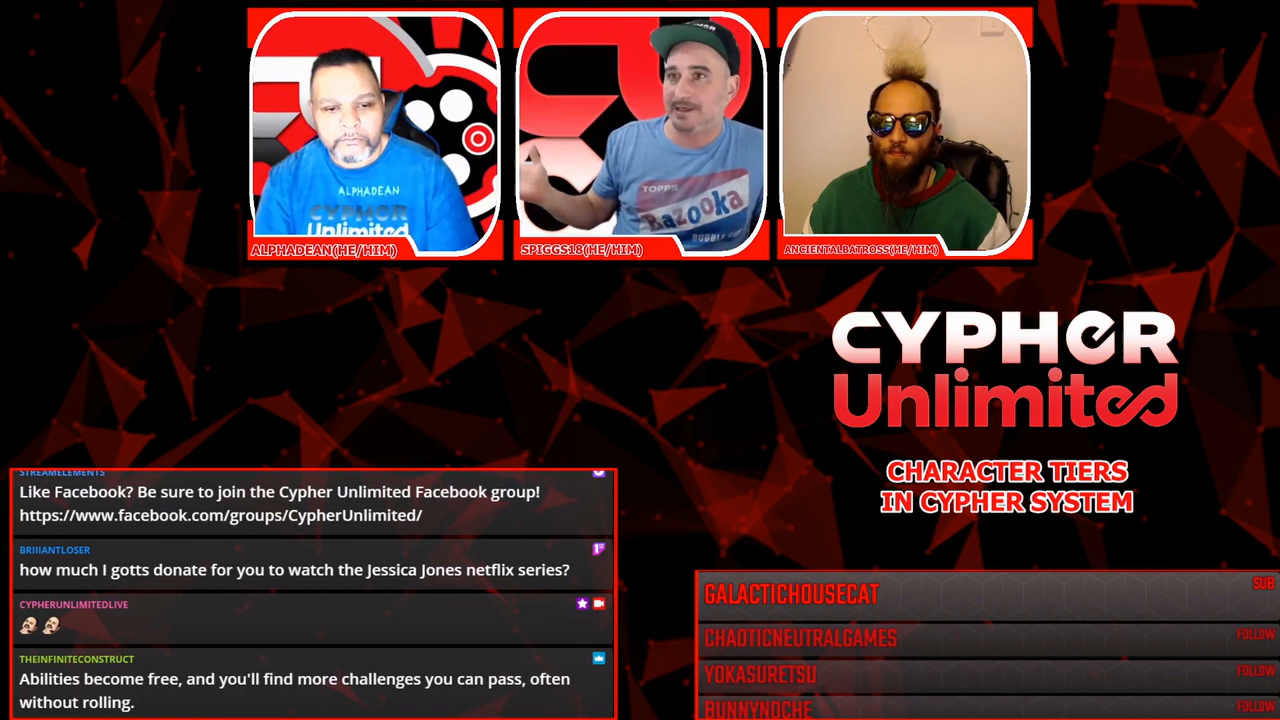 ALPHADEAN
CYPHER
Unlimited
TOPPS
Bazooka
ALPHADEAN(HE/HIM)
SPIGGS18(HE/HIM)
ANCIENTALBATROSS(HE/HIM)
CYPHER
Unlimited
CHARACTER TIERS
IN CYPHER SYSTEM
STREAMELEMENTS
Like Facebook? Be sure to join the Cypher Unlimited Facebook group!
https://www.facebook.com/groups/CypherUnlimited/
BRIIIANTLOSER
how much I gotts donate for you to watch the Jessica Jones netflix series?
CYPHERUNLIMITEDLIVE
THEINFINITECONSTRUCT
Abilities become free, and you'll find more challenges you can pass, often
without rolling.
GALACTICHOUSECAT SUB
CHAOTICNEUTRALGAMES FOLLOW
YOKASURETSU FOLLOW
BUNNYNOCHE FOLLOW